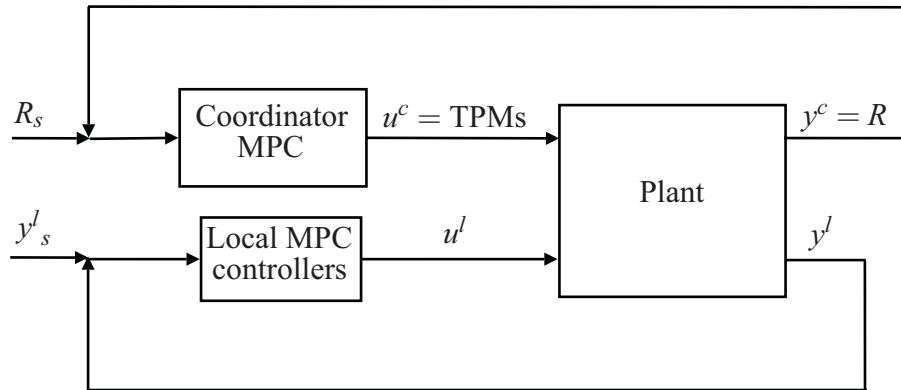 R_s
Coordinator
MPC
u^c = TPMs
y^c = R
Plant
y^l_s
Local MPC
controllers
u^l
y^l